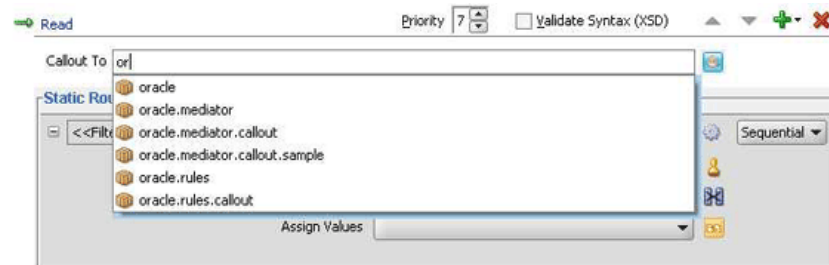 Read Priority 7 Validate Syntax (XSD)
Callout To or
oracle
Static Rou
oracle.mediator
<<Filte oracle.mediator.callout Sequential
oracle.mediator.callout.sample
oracle.rules
oracle.rules.callout
Assign Values